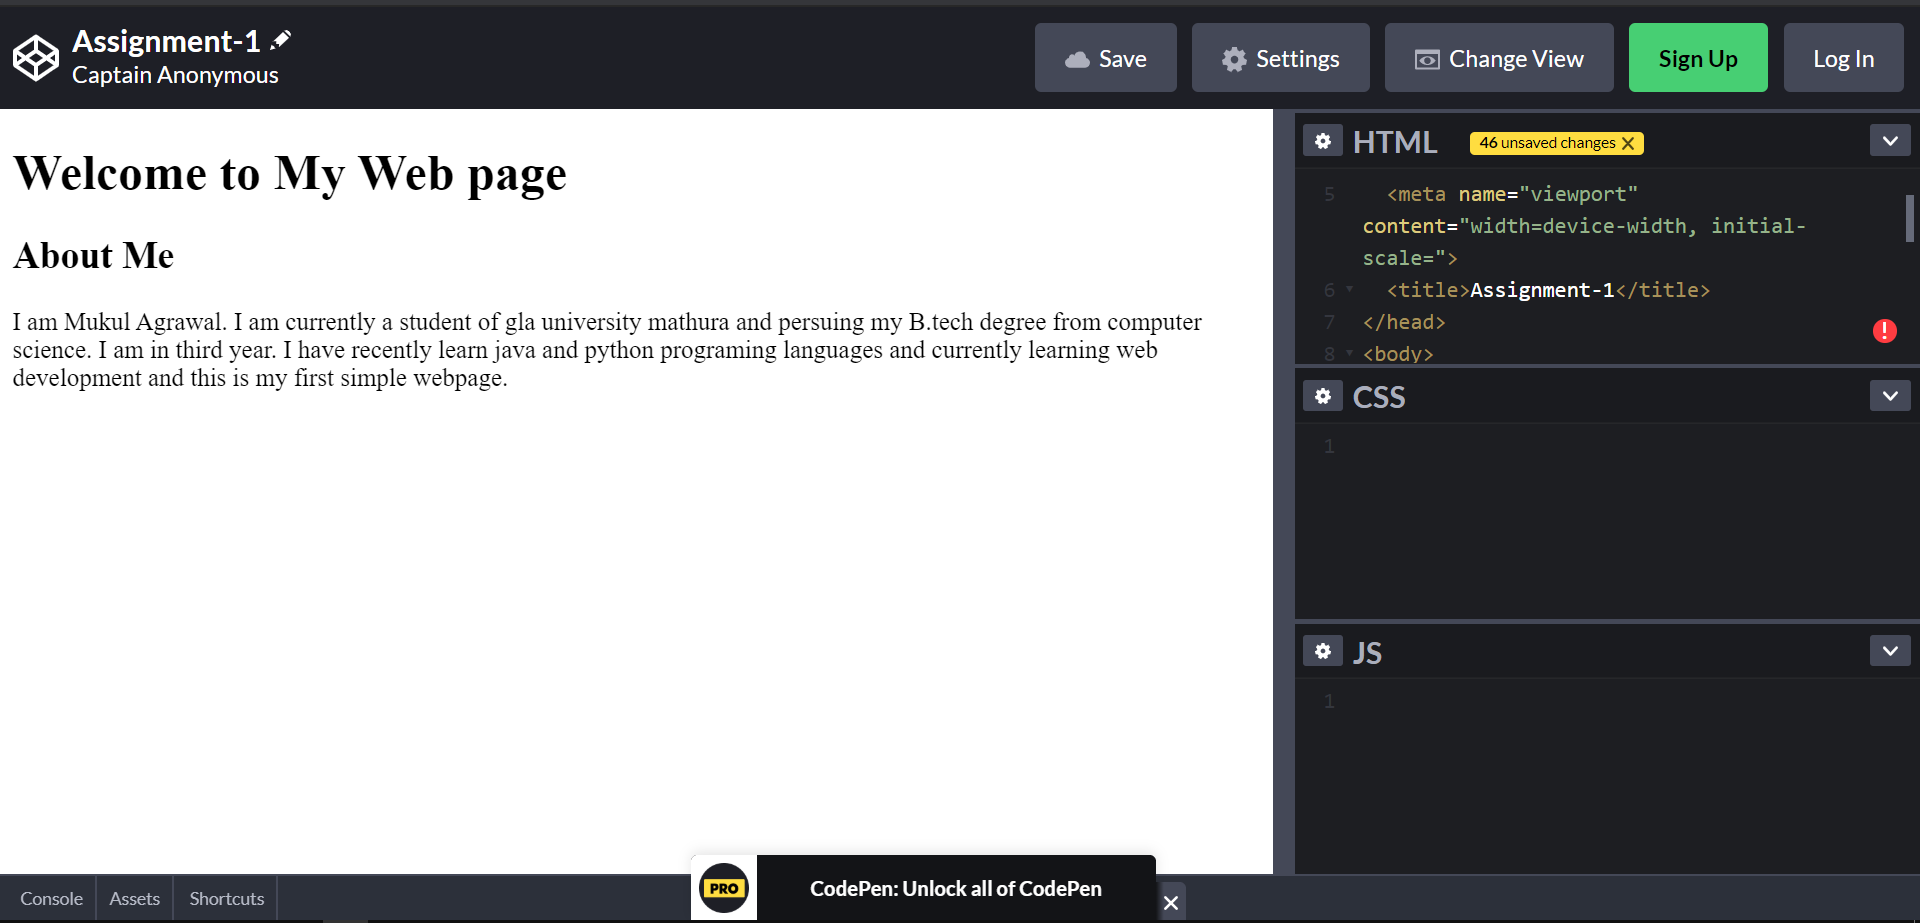 Assignment-1
Captain Anonymous
Save
Settings
Change View
Sign Up
Log In
Welcome to My Web page
About Me
I am Mukul Agrawal. I am currently a student of gla university mathura and persuing my B.tech degree from computer
science. I am in third year. I have recently learn java and python programing languages and currently learning web
development and this is my first simple webpage.
HTML
46 unsaved changes X
5 <meta name="viewport"
content="width=device-width, initial-
scale=">
6 <title>Assignment-1</title>
7 </head>
8 <body>
!
CSS
1
JS
1
Console
Assets
Shortcuts
PRO
CodePen: Unlock all of CodePen